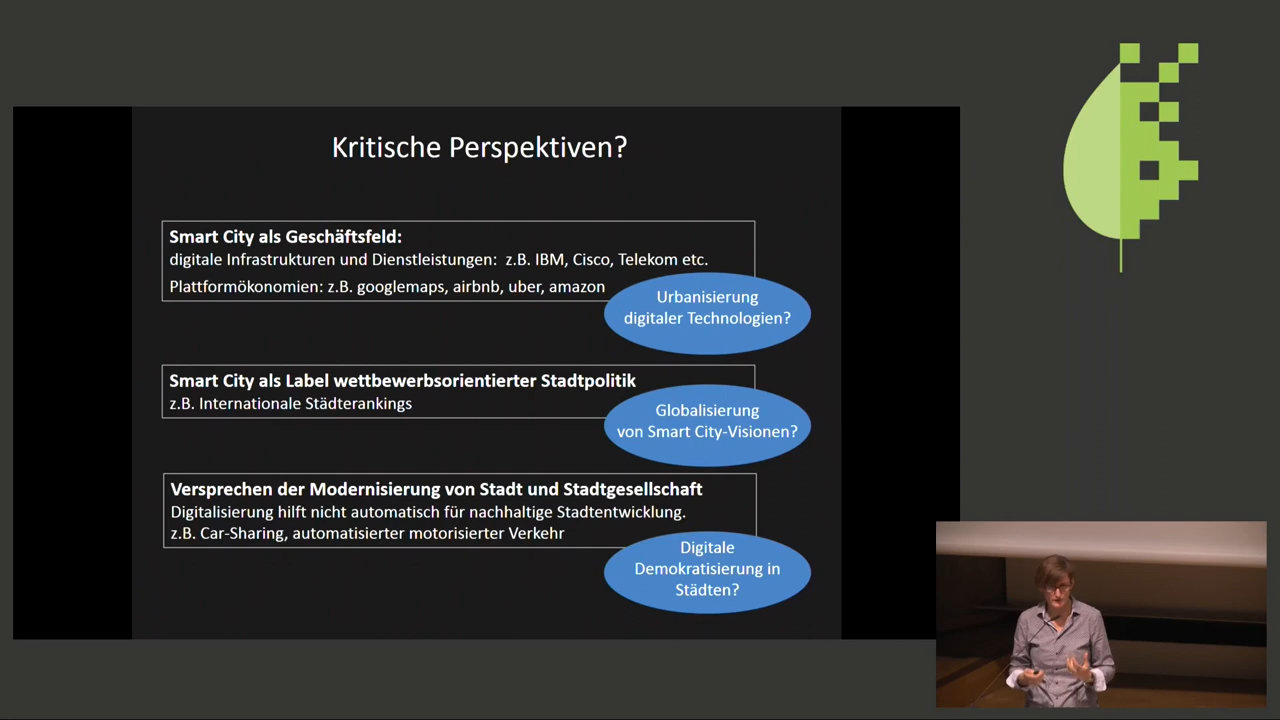 Kritische Perspektiven?
Smart City als Geschäftsfeld:
digitale Infrastrukturen und Dienstleistungen: z.B. IBM, Cisco, Telekom etc.
Plattformökonomien: z.B. googlemaps, airbnb, uber, amazon
Urbanisierung
digitaler Technologien?
Smart City als Label wettbewerbsorientierter Stadtpolitik
z.B. Internationale Städterankings
Globalisierung
von Smart City-Visionen?
Versprechen der Modernisierung von Stadt und Stadtgesellschaft
Digitalisierung hilft nicht automatisch für nachhaltige Stadtentwicklung.
z.B. Car-Sharing, automatisierter motorisierter Verkehr
Digitale
Demokratisierung in
Städten?